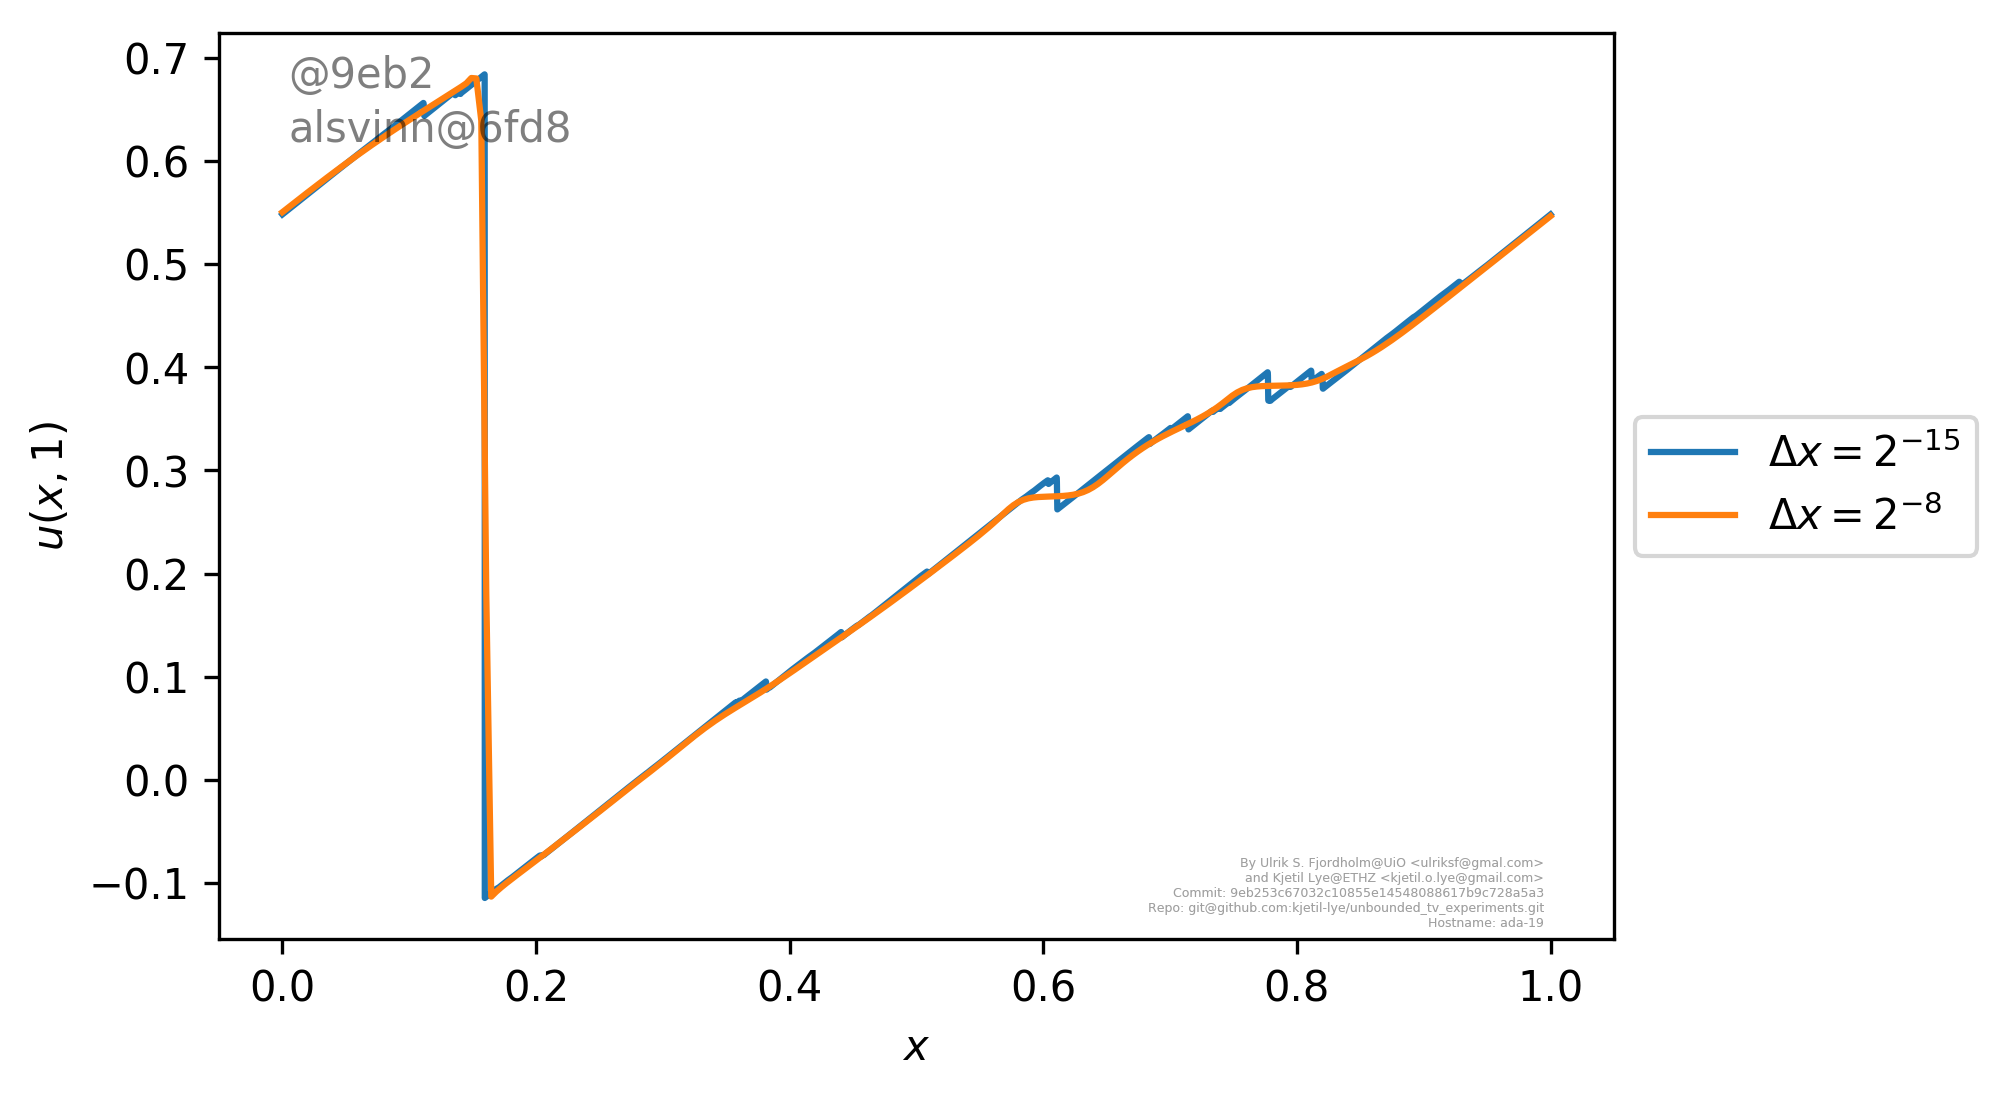 0.7
0.6
0.5
0.4
0.3
0.2
0.1
0.0
−0.1
u(x, 1)
@9eb2
alsvinn@6fd8
Δx = 2⁻¹⁵
Δx = 2⁻⁸
By Ulrik S. Fjordholm@UiO <ulriksf@gmal.com>
and Kjetil Lye@ETHZ <kjetil.o.lye@gmail.com>
Commit: 9eb253c67032c10855e14548088617b9c728a5a3
Repo: git@github.com:kjetil-lye/unbounded_tv_experiments.git
Hostname: ada-19
0.0 0.2 0.4 0.6 0.8 1.0
x